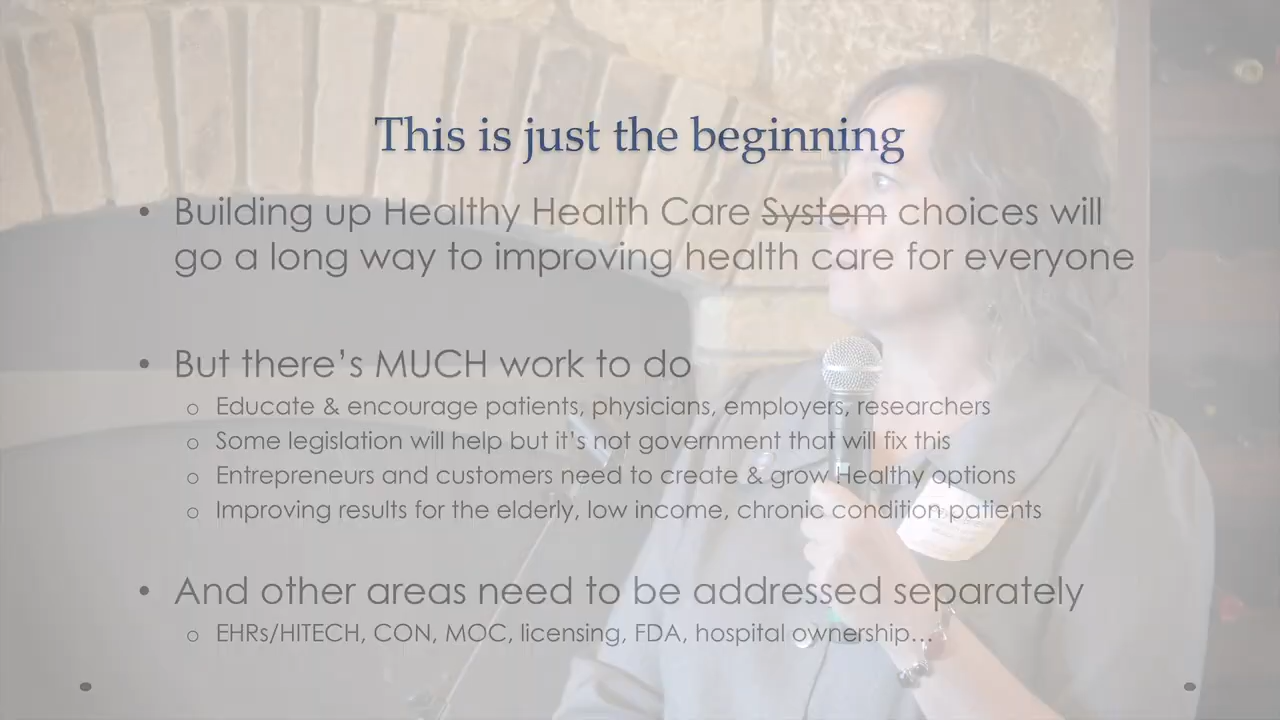 This is just the beginning
• Building up Healthy Health Care System choices will
go a long way to improving health care for everyone
• But there’s MUCH work to do
o Educate & encourage patients, physicians, employers, researchers
o Some legislation will help but it’s not government that will fix this
o Entrepreneurs and customers need to create & grow Healthy options
o Improving results for the elderly, low income, chronic condition patients
• And other areas need to be addressed separately
o EHRs/HITECH, CON, MOC, licensing, FDA, hospital ownership…